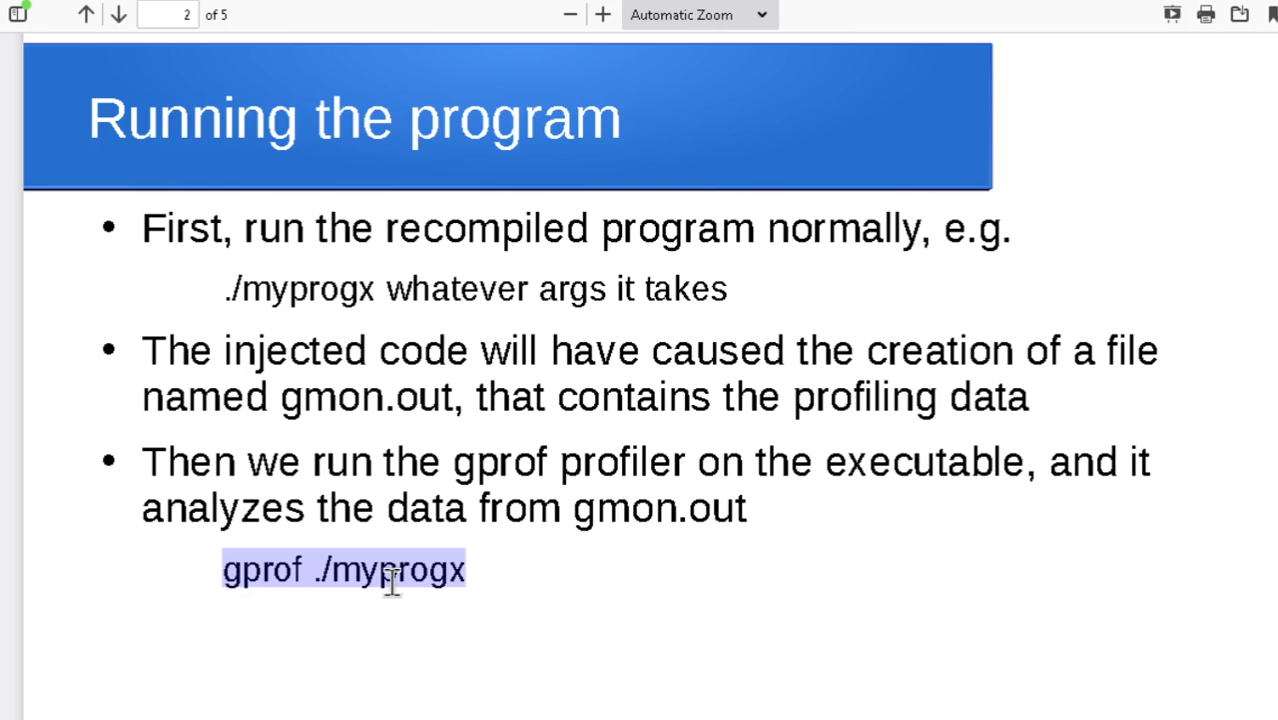 2 of 5 Automatic Zoom
Running the program
• First, run the recompiled program normally, e.g.
./myprogx whatever args it takes
• The injected code will have caused the creation of a file
named gmon.out, that contains the profiling data
• Then we run the gprof profiler on the executable, and it
analyzes the data from gmon.out
gprof ./myprogx